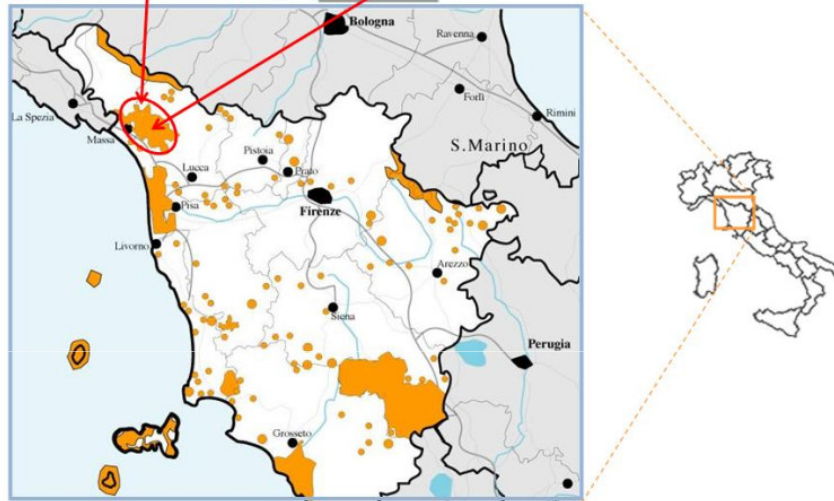 Bologna
Ravenna
La Spezia
Forlì
Rimini
Massa
S.Marino
Pistoia
Lucca
Prato
Pisa
Firenze
Livorno
Arezzo
Siena
Perugia
Grosseto